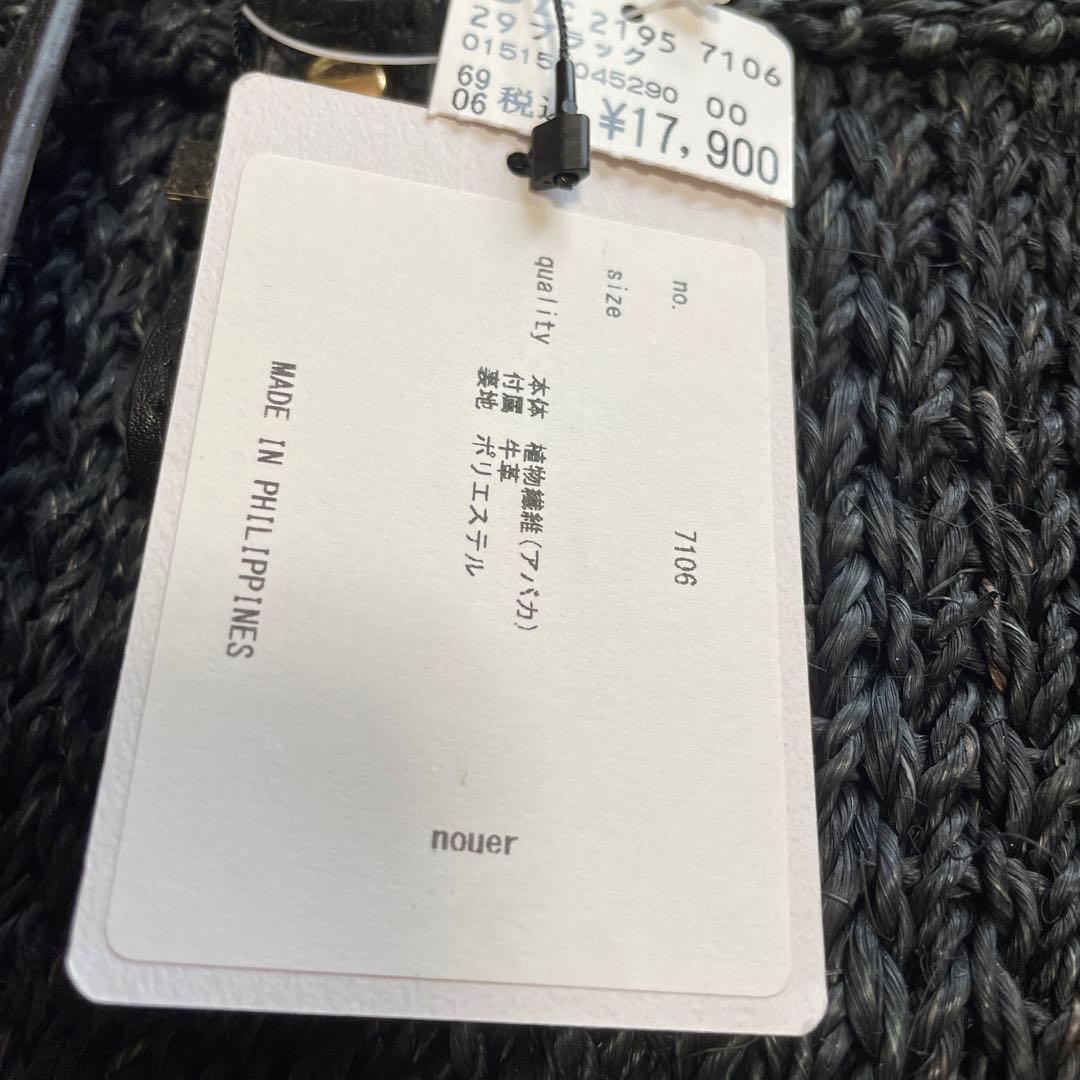 2195 7106
29 ブラック
01515 045290 00
69
06 税込 ¥17,900
no. 7106
size
quality 本体 植物繊維(アバカ)
付属 牛革
裏地 ポリエステル
MADE IN PHILIPPINES
nouer